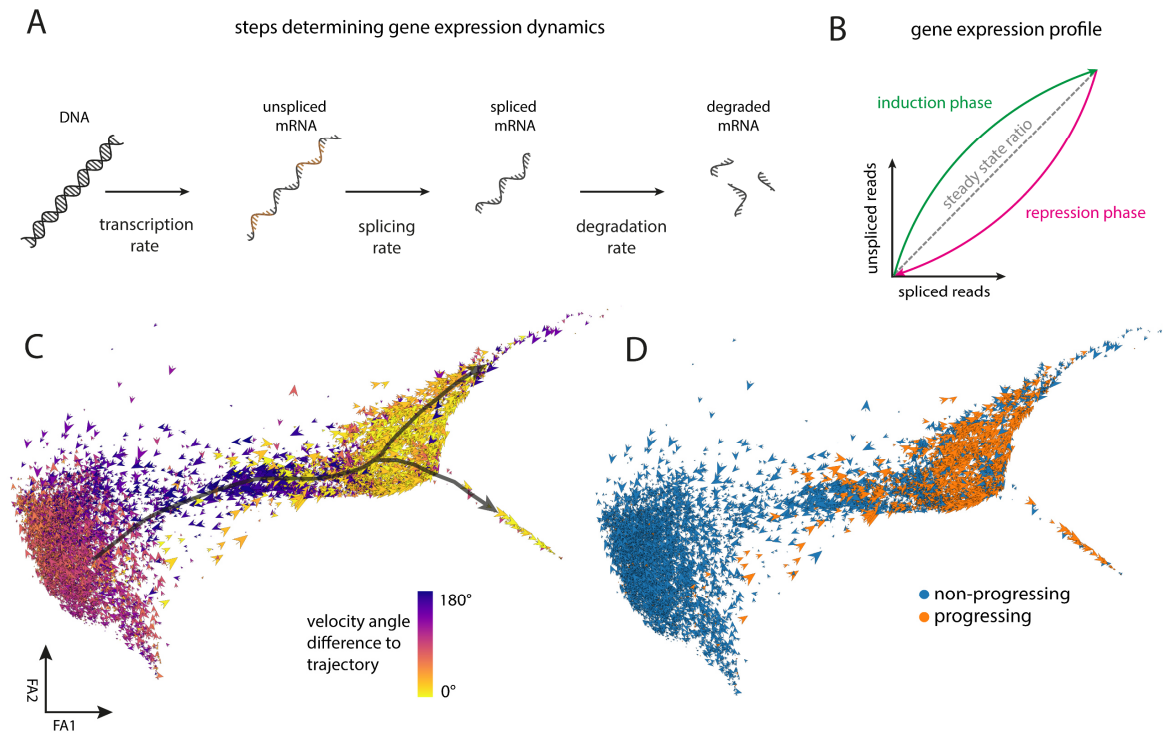 A
steps determining gene expression dynamics
DNA
unspliced
mRNA
spliced
mRNA
degraded
mRNA
transcription
rate
splicing
rate
degradation
rate
B
gene expression profile
induction phase
steady state ratio
repression phase
unspliced reads
spliced reads
C
velocity angle
difference to
trajectory
180°
0°
FA2
FA1
D
non-progressing
progressing